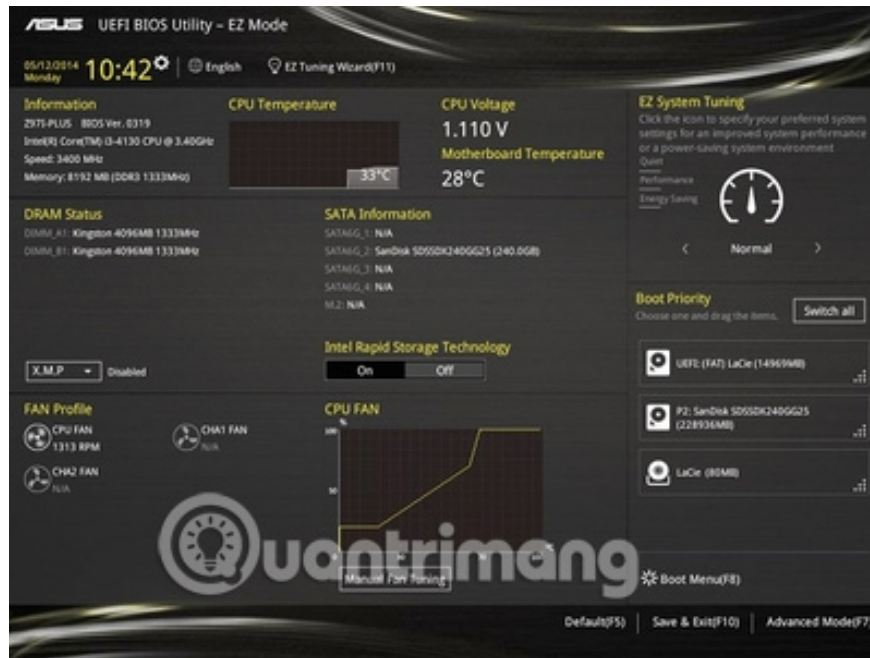 ASUS UEFI BIOS Utility – EZ Mode
05/12/2014
Monday
10:42
English
EZ Tuning Wizard(F11)
Information
Z97I-PLUS BIOS Ver. 0319
Intel(R) Core(TM) i3-4130 CPU @ 3.40GHz
Speed: 3400 MHz
Memory: 8192 MB (DDR3 1333MHz)
CPU Temperature
33°C
CPU Voltage
1.110 V
Motherboard Temperature
28°C
EZ System Tuning
Click the icon to specify your preferred system
settings for an improved system performance
or a power-saving system environment
Quiet
Performance
Energy Saving
Normal
DRAM Status
DIMM_A1: Kingston 4096MB 1333MHz
DIMM_B1: Kingston 4096MB 1333MHz
X.M.P
Disabled
SATA Information
SATA6G_1: N/A
SATA6G_2: SanDisk SDSSDX240GG25 (240.0GB)
SATA6G_3: N/A
SATA6G_4: N/A
M.2: N/A
Intel Rapid Storage Technology
On
Off
Boot Priority
Choose one and drag the items.
Switch all
UEFI: (FAT) LaCie (14969MB)
P2: SanDisk SDSSDX240GG25
(228936MB)
LaCie (80MB)
FAN Profile
CPU FAN
1313 RPM
CHA1 FAN
N/A
CHA2 FAN
N/A
CPU FAN
%
100
50
°C
Manual Fan Tuning
Quantrimang
Boot Menu(F8)
Default(F5)
Save & Exit(F10)
Advanced Mode(F7